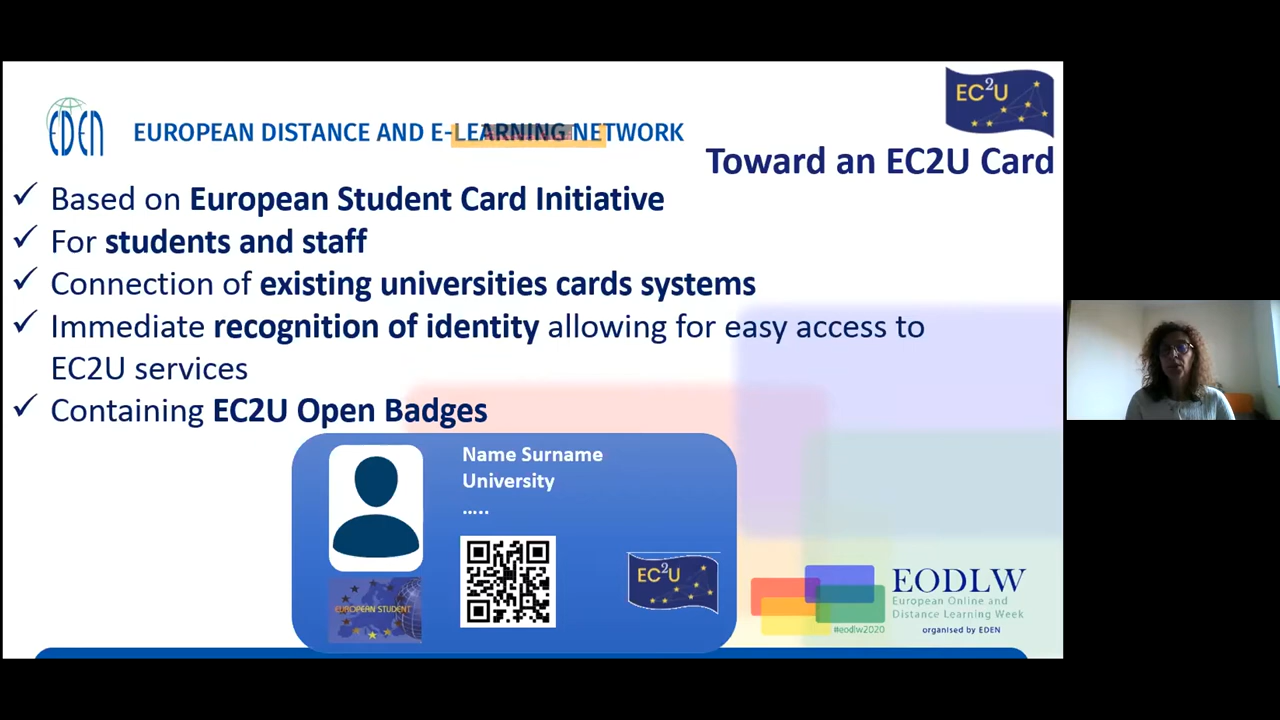 EDEN
EUROPEAN DISTANCE AND E-LEARNING NETWORK
EC2U
Toward an EC2U Card
✓ Based on European Student Card Initiative
✓ For students and staff
✓ Connection of existing universities cards systems
✓ Immediate recognition of identity allowing for easy access to
EC2U services
✓ Containing EC2U Open Badges
Name Surname
University
.....
EUROPEAN STUDENT
EC2U
EODLW
European Online and
Distance Learning Week
#eodlw2020
organised by EDEN